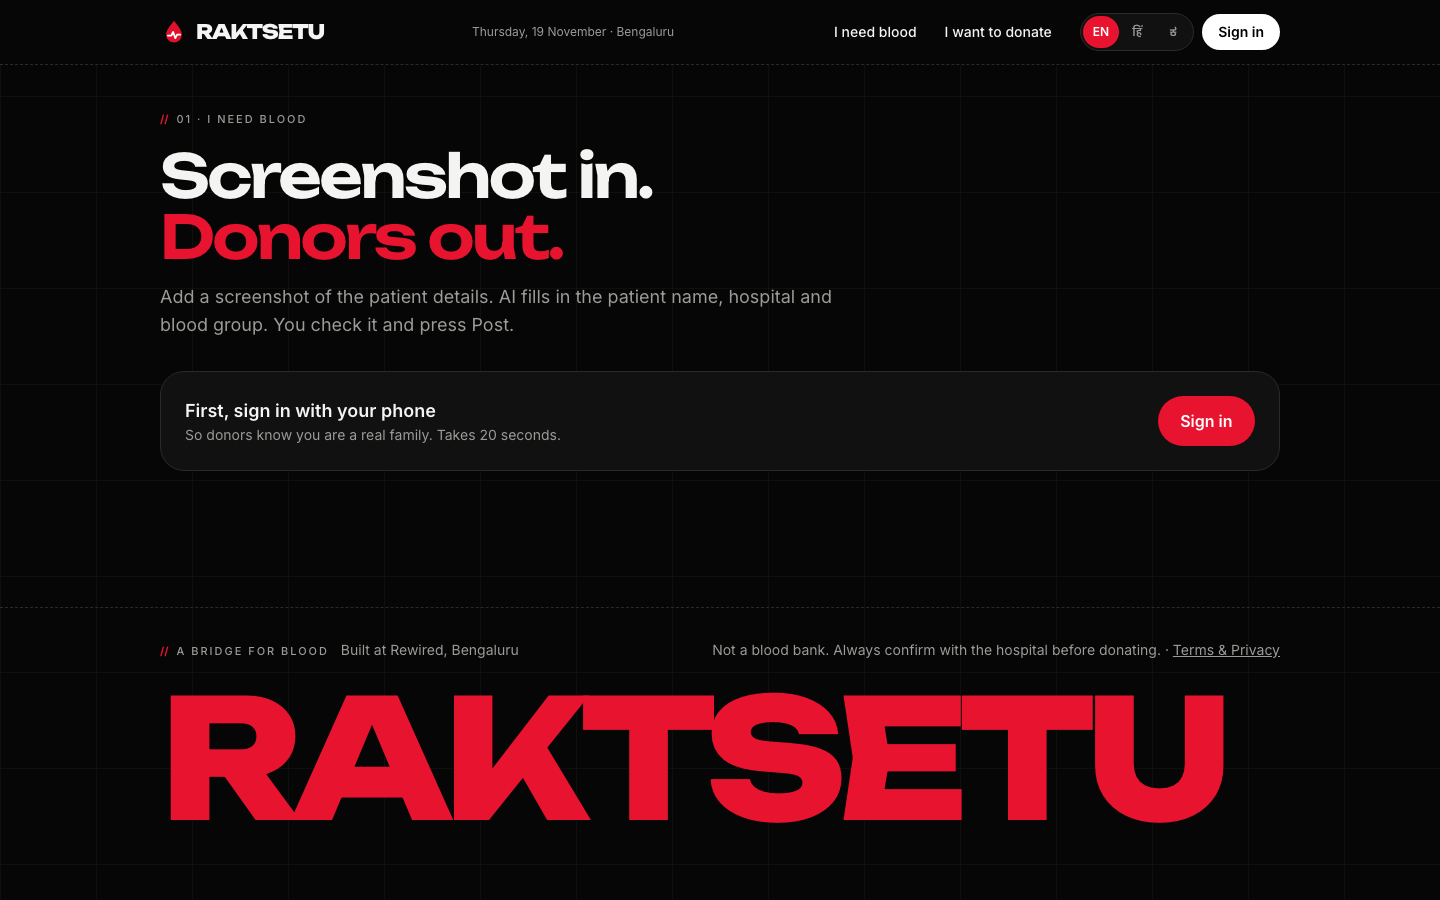 RAKTSETU
Thursday, 19 November · Bengaluru
I need blood
I want to donate
EN
हिं
ಕ
Sign in
// 01 · I NEED BLOOD
Screenshot in.
Donors out.
Add a screenshot of the patient details. AI fills in the patient name, hospital and
blood group. You check it and press Post.
First, sign in with your phone
So donors know you are a real family. Takes 20 seconds.
Sign in
// A BRIDGE FOR BLOOD Built at Rewired, Bengaluru
Not a blood bank. Always confirm with the hospital before donating. · Terms & Privacy
RAKTSETU